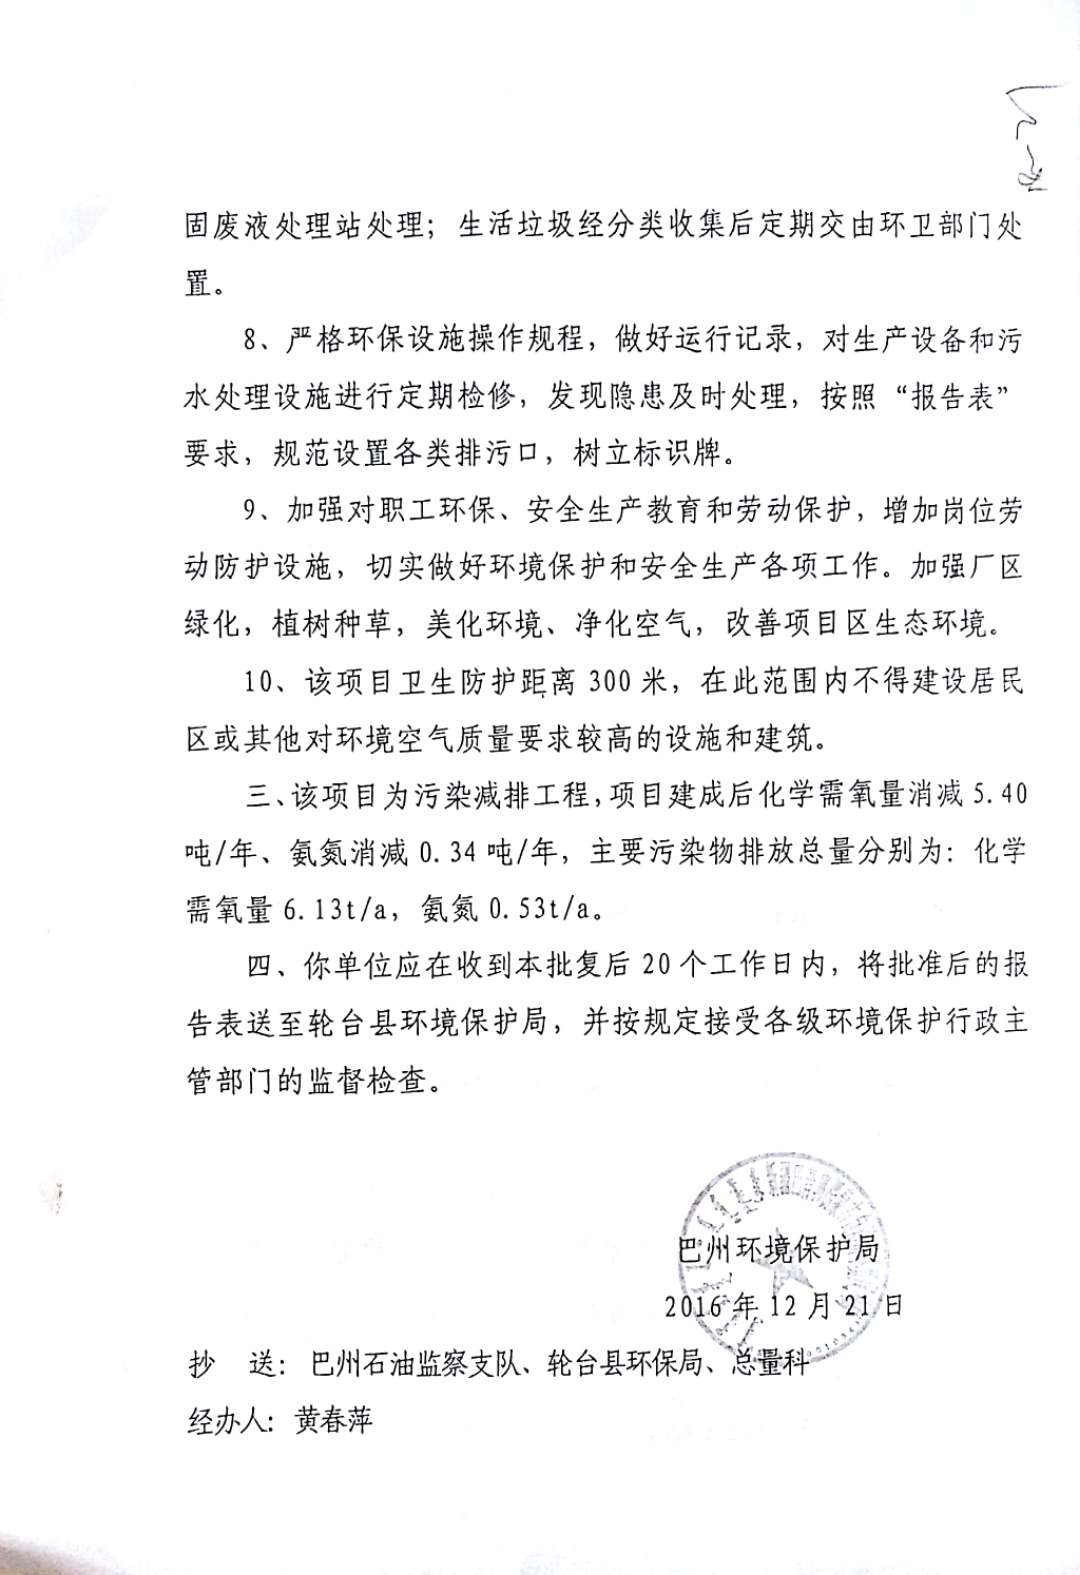 固废液处理站处理；生活垃圾经分类收集后定期交由环卫部门处
置。
8、严格环保设施操作规程，做好运行记录，对生产设备和污
水处理设施进行定期检修，发现隐患及时处理，按照“报告表”
要求，规范设置各类排污口，树立标识牌。
9、加强对职工环保、安全生产教育和劳动保护，增加岗位劳
动防护设施，切实做好环境保护和安全生产各项工作。加强厂区
绿化，植树种草，美化环境、净化空气，改善项目区生态环境。
10、该项目卫生防护距离 300 米，在此范围内不得建设居民
区或其他对环境空气质量要求较高的设施和建筑。
三、该项目为污染减排工程，项目建成后化学需氧量消减 5.40
吨/年、氨氮消减 0.34 吨/年，主要污染物排放总量分别为：化学
需氧量 6.13t/a，氨氮 0.53t/a。
四、你单位应在收到本批复后 20 个工作日内，将批准后的报
告表送至轮台县环境保护局，并按规定接受各级环境保护行政主
管部门的监督检查。
巴州环境保护局
2016 年 12 月 21 日
抄 送：巴州石油监察支队、轮台县环保局、总量科
经办人：黄春萍